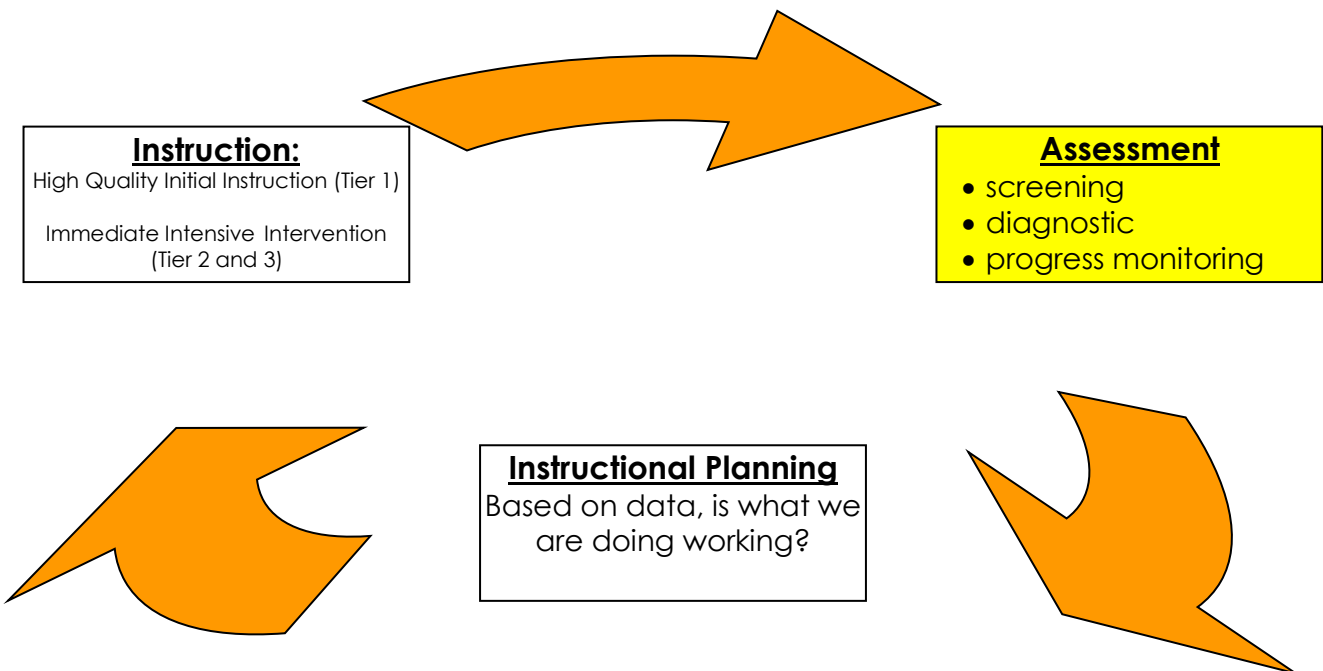 Instruction:
High Quality Initial Instruction (Tier 1)
Immediate Intensive Intervention
(Tier 2 and 3)
Assessment
• screening
• diagnostic
• progress monitoring
Instructional Planning
Based on data, is what we
are doing working?